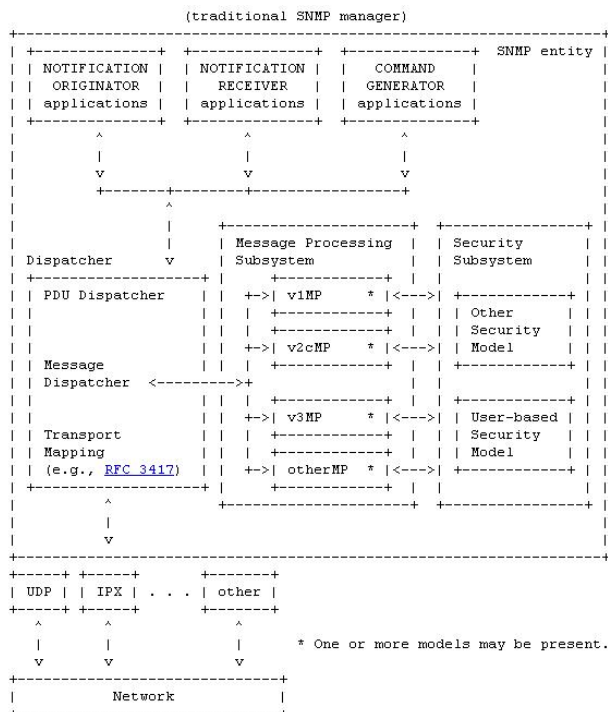 (traditional SNMP manager)
SNMP entity
NOTIFICATION ORIGINATOR applications
NOTIFICATION RECEIVER applications
COMMAND GENERATOR applications
Dispatcher
Message Processing Subsystem
Security Subsystem
PDU Dispatcher
v1MP *
Other Security Model
v2cMP *
Message Dispatcher
v3MP *
User-based Security Model
Transport Mapping (e.g., RFC 3417)
otherMP *
UDP
IPX
. . .
other
* One or more models may be present.
Network